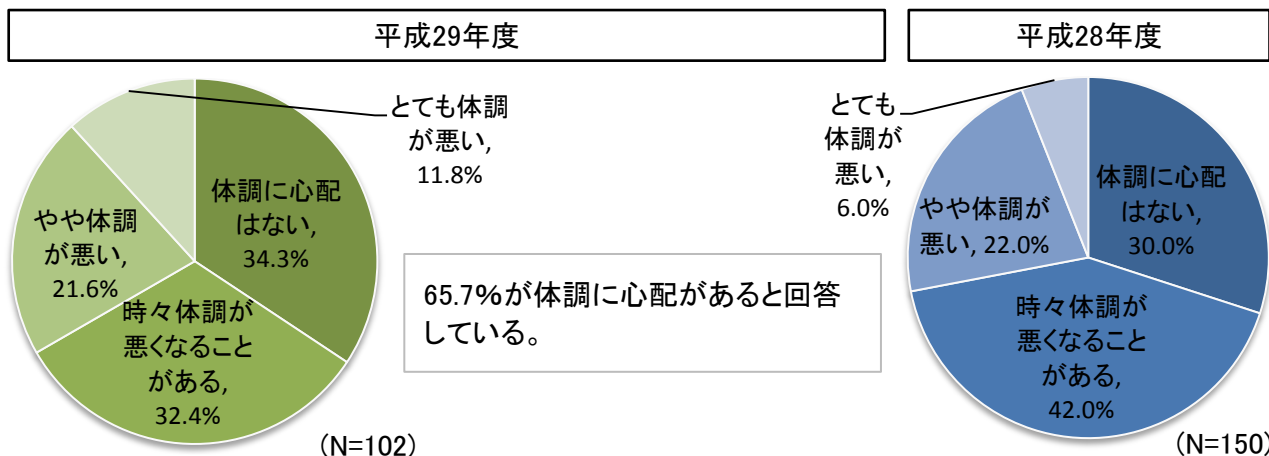 平成29年度
とても体調
が悪い,
11.8%
体調に心配
はない,
34.3%
やや体調
が悪い,
21.6%
時々体調が
悪くなること
がある,
32.4%
(N=102)
65.7%が体調に心配があると回答
している。
平成28年度
とても
体調が
悪い,
6.0%
体調に心配
はない,
30.0%
やや体調が
悪い, 22.0%
時々体調が
悪くなること
がある,
42.0%
(N=150)